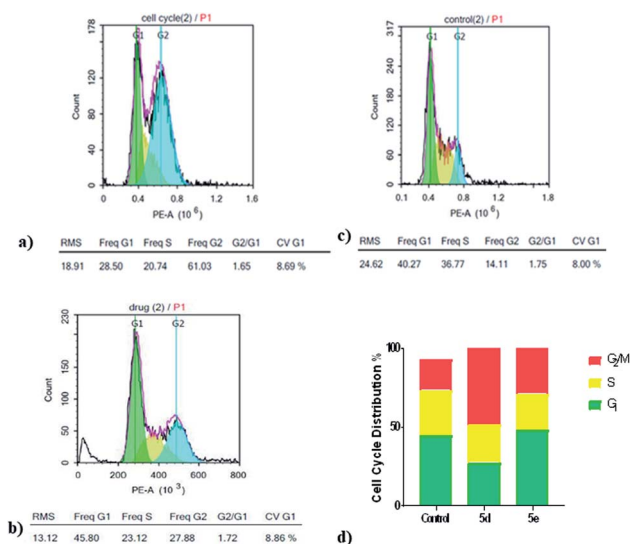 cell cycle(2) / P1
178
120
80
40
0
Count
G1
G2
0
0.4
0.8
1.2
1.6
PE-A (10 6)
a)
RMS Freq G1 Freq S Freq G2 G2/G1 CV G1
18.91 28.50 20.74 61.03 1.65 8.69 %
control(2) / P1
317
240
180
120
60
0
Count
G1
G2
0.1
0.4
0.8
1.2
1.8
PE-A (10 6)
c)
RMS Freq G1 Freq S Freq G2 G2/G1 CV G1
24.62 40.27 36.77 14.11 1.75 8.00 %
drug (2) / P1
230
150
100
50
0
Count
G1
G2
0
200
400
600
800
PE-A (10 3)
b)
RMS Freq G1 Freq S Freq G2 G2/G1 CV G1
13.12 45.80 23.12 27.88 1.72 8.86 %
100
50
0
Cell Cycle Distribution %
Control 5d 5e
G2/M
S
G1
d)